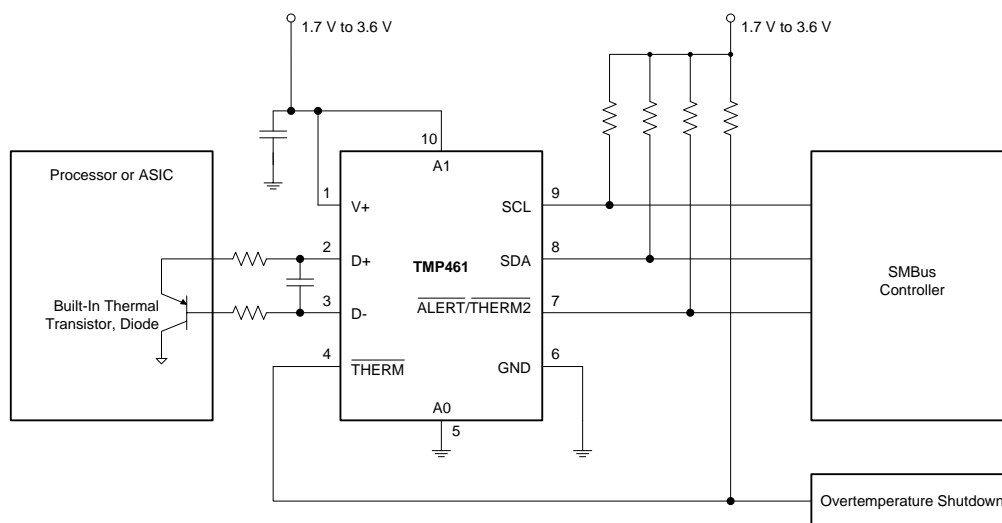 1.7 V to 3.6 V
1.7 V to 3.6 V
Processor or ASIC
10
A1
1
V+
SCL
9
2
D+
TMP461
SDA
8
SMBus
Controller
Built-In Thermal
Transistor, Diode
3
D-
ALERT/THERM2
7
4
THERM
GND
6
A0
5
Overtemperature Shutdown